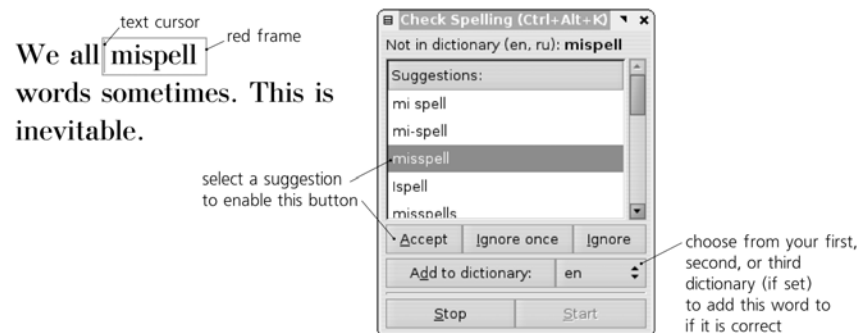 text cursor
red frame
We all mispell
words sometimes. This is
inevitable.
select a suggestion
to enable this button
Check Spelling (Ctrl+Alt+K)
Not in dictionary (en, ru): mispell
Suggestions:
mi spell
mi-spell
misspell
Ispell
misspells
Accept Ignore once Ignore
Add to dictionary: en
Stop Start
choose from your first,
second, or third
dictionary (if set)
to add this word to
if it is correct